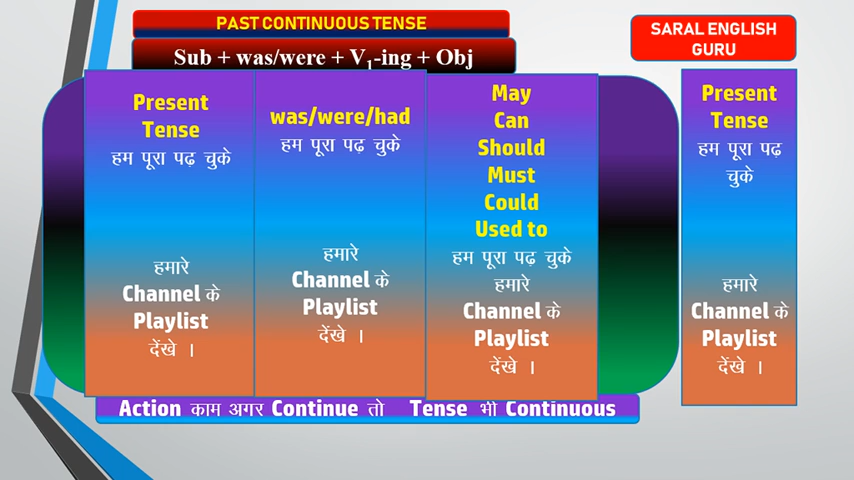 PAST CONTINUOUS TENSE
SARAL ENGLISH
GURU
Sub + was/were + V₁-ing + Obj
Present
Tense
हम पूरा पढ़ चुके
हमारे
Channel के
Playlist
देंखे ।
was/were/had
हम पूरा पढ़ चुके
हमारे
Channel के
Playlist
देंखे ।
May
Can
Should
Must
Could
Used to
हम पूरा पढ़ चुके
हमारे
Channel के
Playlist
देंखे ।
Present
Tense
हम पूरा पढ़
चुके
हमारे
Channel के
Playlist
देंखे ।
Action काम अगर Continue तो Tense भी Continuous